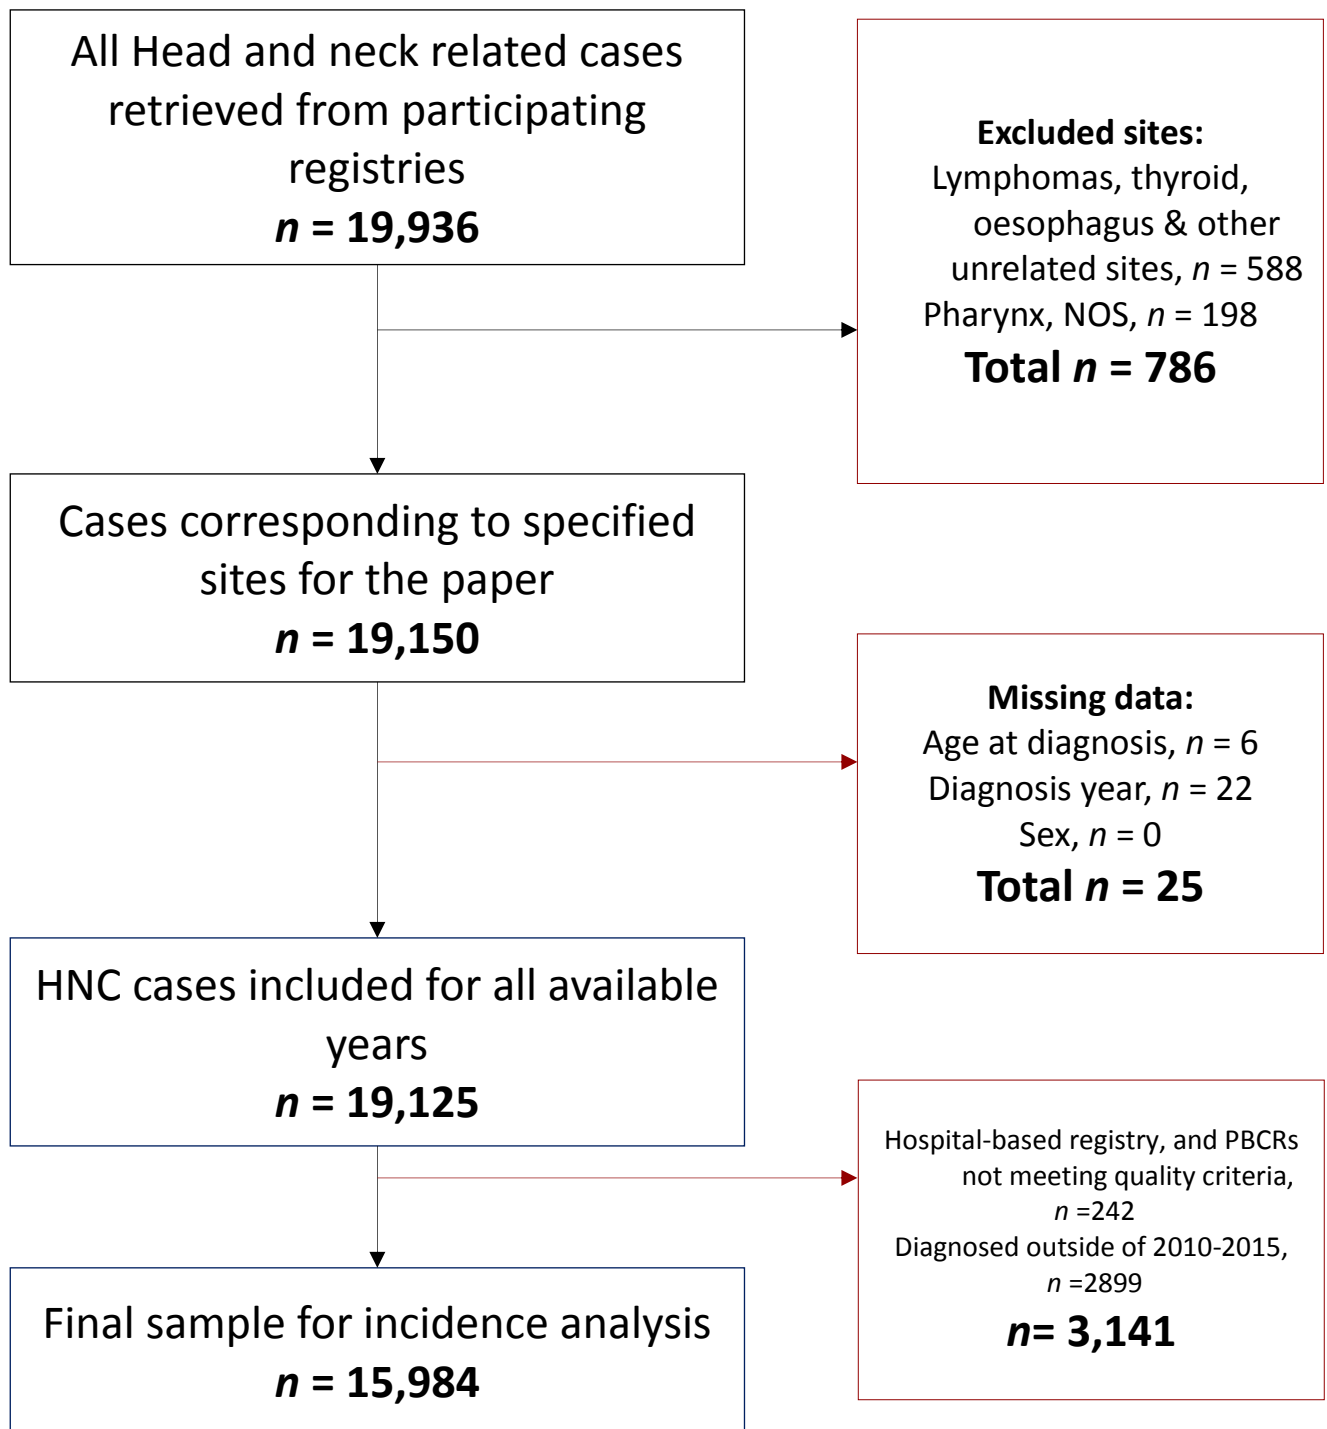 All Head and neck related cases
retrieved from participating
registries
n = 19,936
Excluded sites:
Lymphomas, thyroid,
oesophagus & other
unrelated sites, n = 588
Pharynx, NOS, n = 198
Total n = 786
Cases corresponding to specified
sites for the paper
n = 19,150
Missing data:
Age at diagnosis, n = 6
Diagnosis year, n = 22
Sex, n = 0
Total n = 25
HNC cases included for all available
years
n = 19,125
Hospital-based registry, and PBCRs
not meeting quality criteria,
n =242
Diagnosed outside of 2010-2015,
n =2899
n= 3,141
Final sample for incidence analysis
n = 15,984